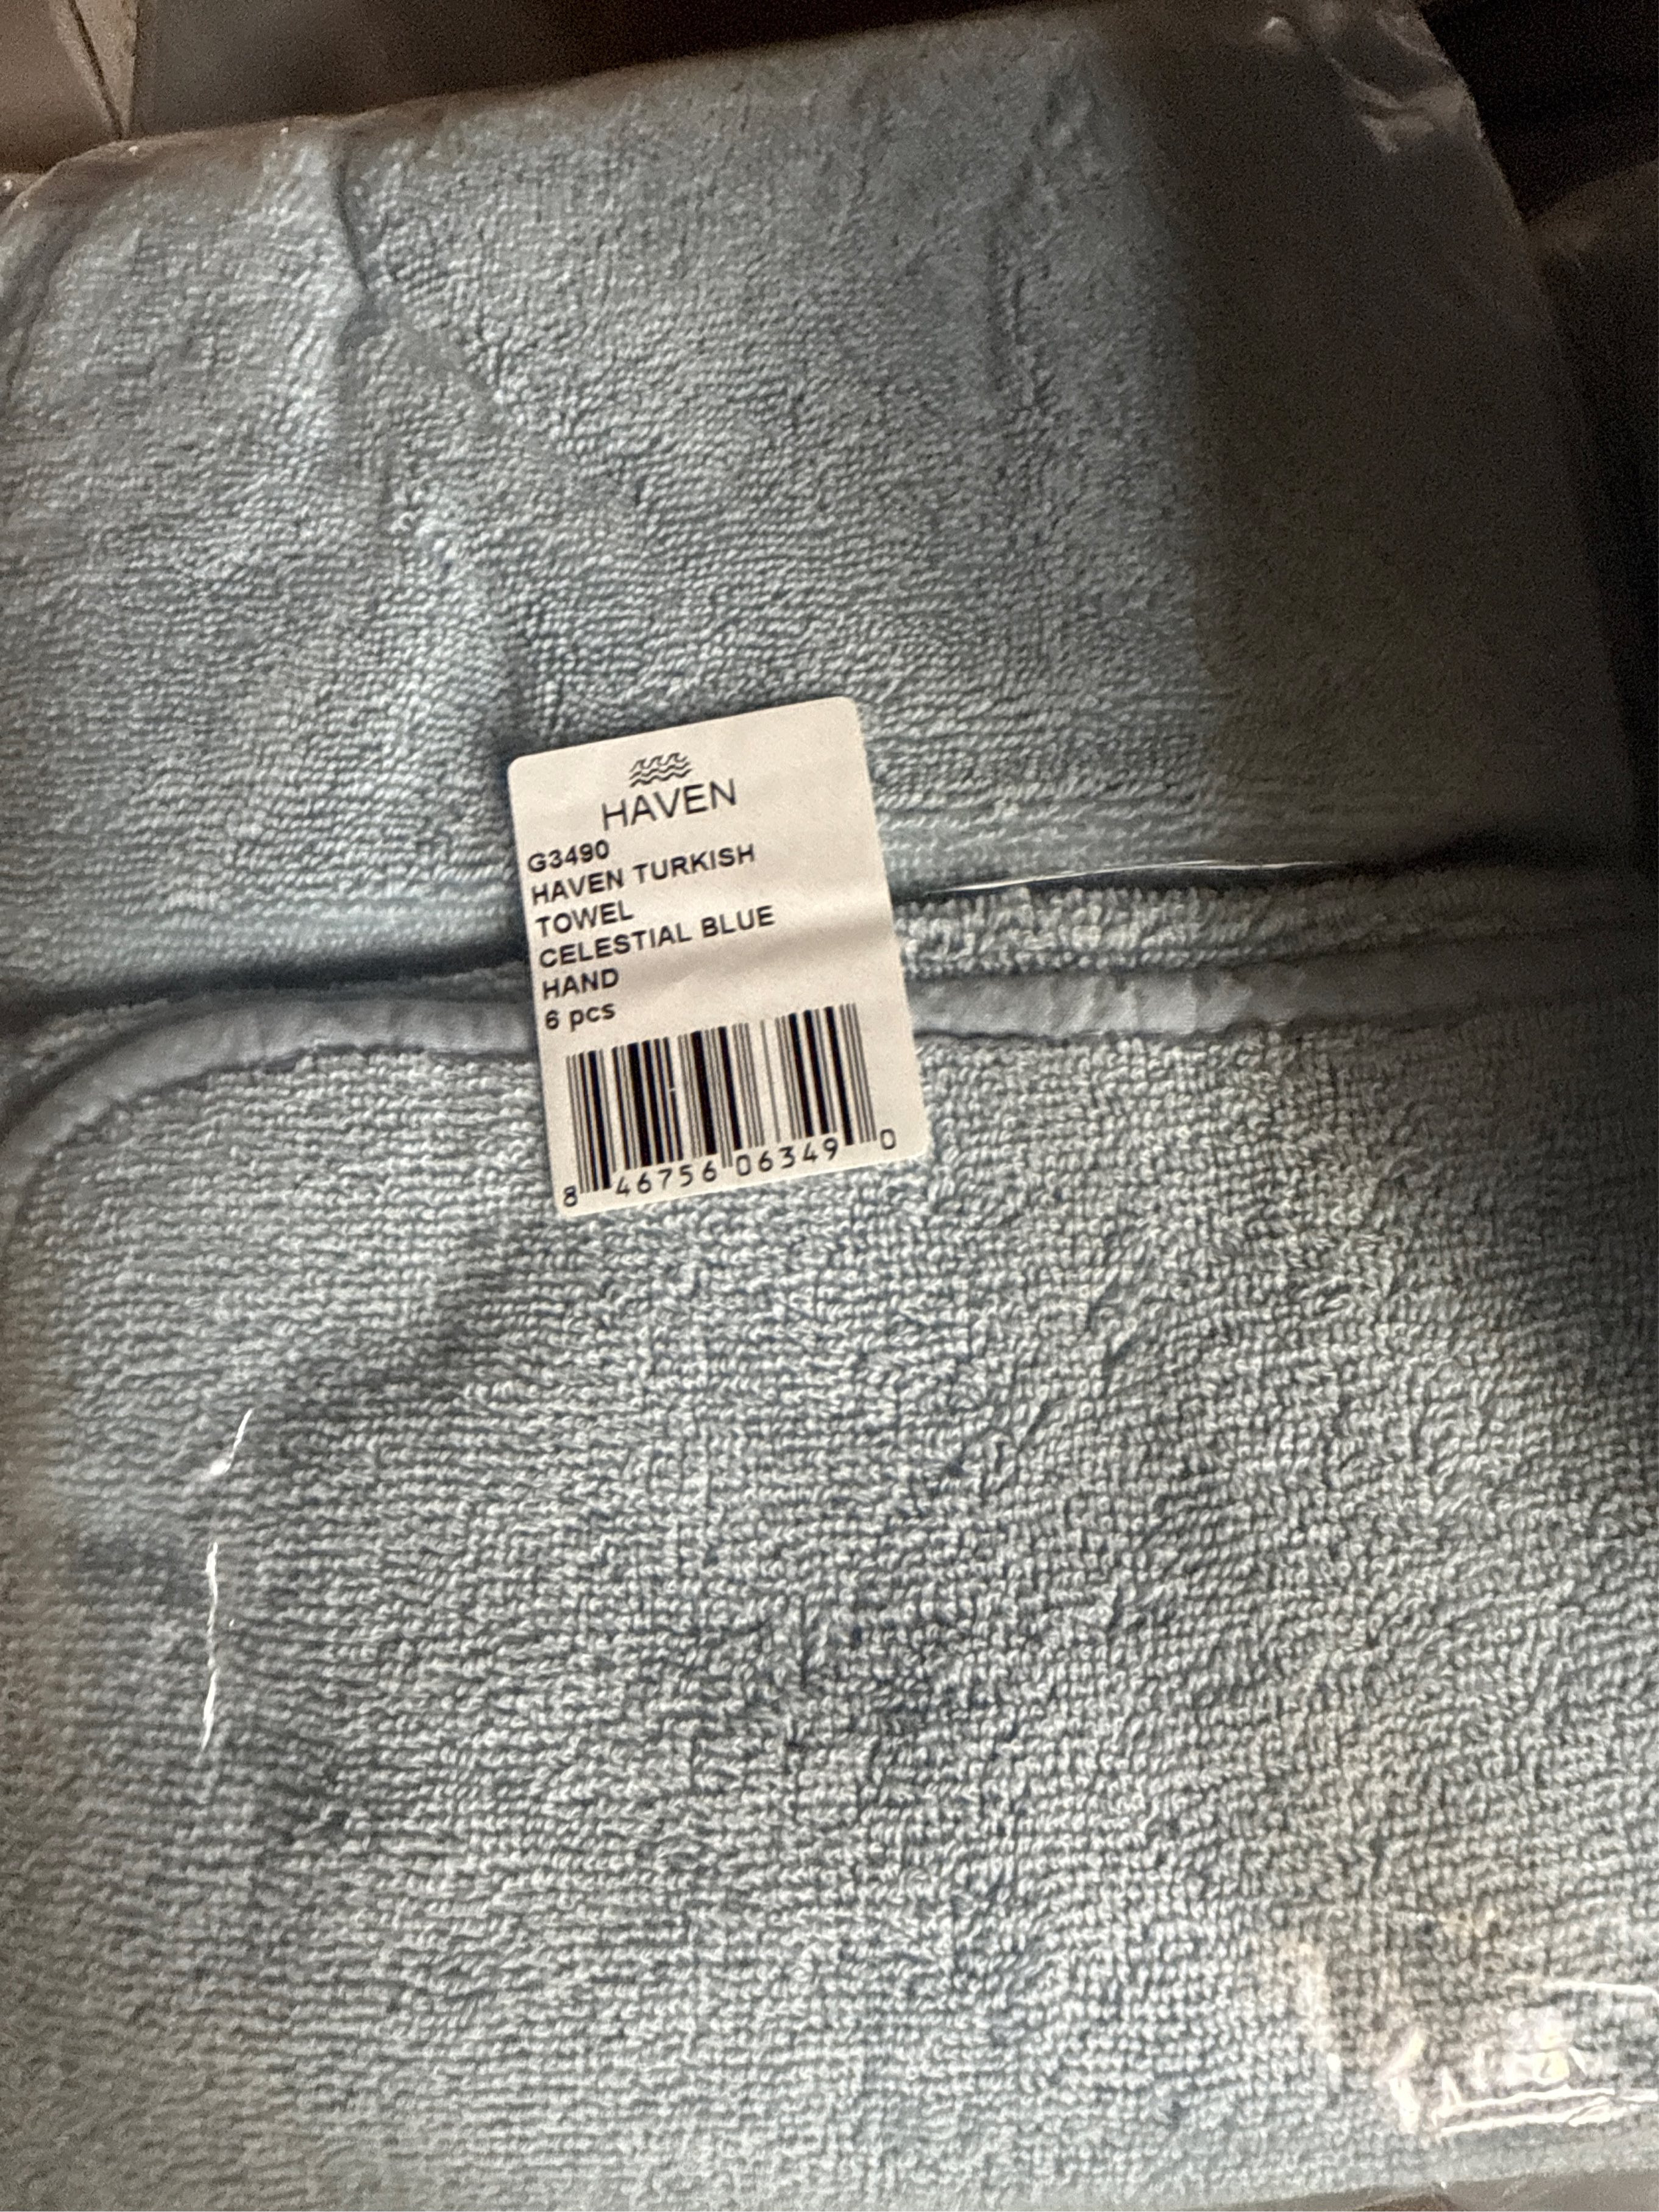 HAVEN
G3490
HAVEN TURKISH
TOWEL
CELESTIAL BLUE
HAND
6 pcs
8 46756 06349 0